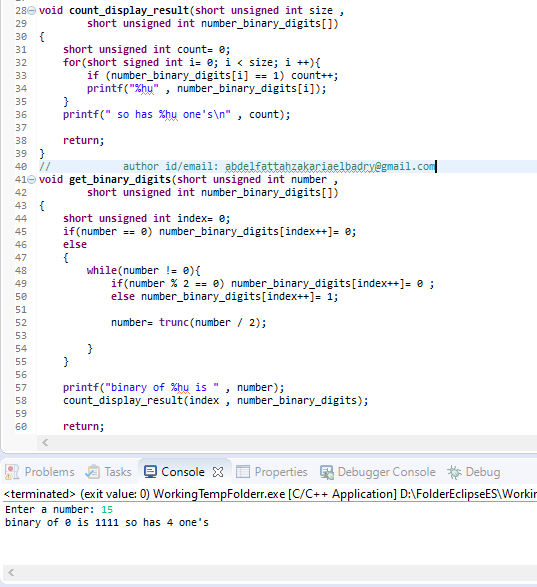 28 void count_display_result(short unsigned int size ,
29         short unsigned int number_binary_digits[])
30 {
31     short unsigned int count= 0;
32     for(short signed int i= 0; i < size; i ++){
33         if (number_binary_digits[i] == 1) count++;
34         printf("%hu" , number_binary_digits[i]);
35     }
36     printf(" so has %hu one's\n" , count);
37
38     return;
39 }
40 //            author id/email: abdelfattahzakariaelbadry@gmail.com
41 void get_binary_digits(short unsigned int number ,
42         short unsigned int number_binary_digits[])
43 {
44     short unsigned int index= 0;
45     if(number == 0) number_binary_digits[index++]= 0;
46     else
47     {
48         while(number != 0){
49             if(number % 2 == 0) number_binary_digits[index++]= 0 ;
50             else number_binary_digits[index++]= 1;
51
52             number= trunc(number / 2);
53
54         }
55     }
56
57     printf("binary of %hu is " , number);
58     count_display_result(index , number_binary_digits);
59
60     return;
Problems Tasks Console Properties Debugger Console Debug
<terminated> (exit value: 0) WorkingTempFolderr.exe [C/C++ Application] D:\FolderEclipseES\Workin
Enter a number: 15
binary of 0 is 1111 so has 4 one's